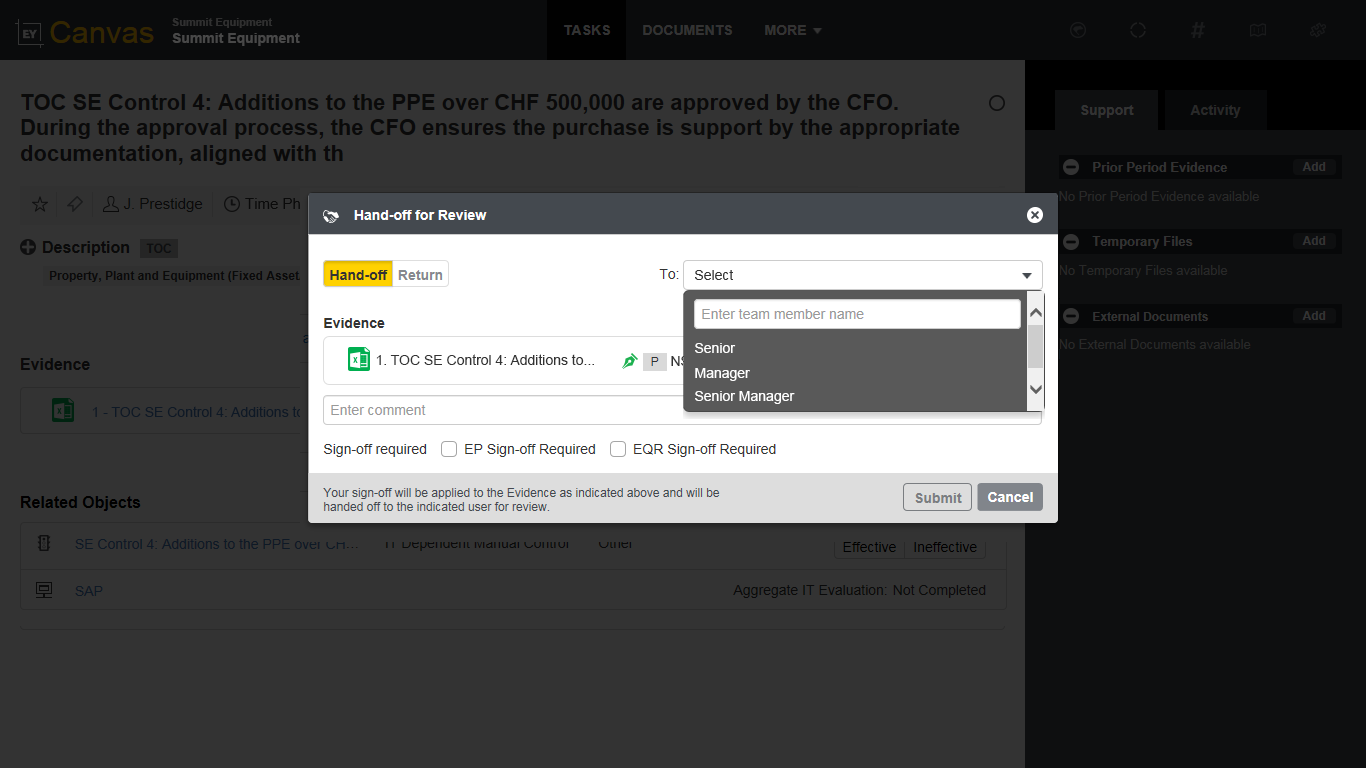 EY Canvas
Summit Equipment
Summit Equipment
TASKS
DOCUMENTS
MORE
#
TOC SE Control 4: Additions to the PPE over CHF 500,000 are approved by the CFO.
During the approval process, the CFO ensures the purchase is support by the appropriate
documentation, aligned with th
J. Prestidge
Time Ph
Description
TOC
Property, Plant and Equipment (Fixed Asset
Evidence
1 - TOC SE Control 4: Additions to
Related Objects
SE Control 4: Additions to the PPE over CH...
IT Dependent Manual Control
Other
Effective
Ineffective
SAP
Aggregate IT Evaluation: Not Completed
Support
Activity
Prior Period Evidence
Add
No Prior Period Evidence available
Temporary Files
Add
No Temporary Files available
External Documents
Add
No External Documents available
Hand-off for Review
Hand-off
Return
To:
Select
Enter team member name
Senior
Manager
Senior Manager
Evidence
1. TOC SE Control 4: Additions to...
P
Enter comment
Sign-off required
EP Sign-off Required
EQR Sign-off Required
Your sign-off will be applied to the Evidence as indicated above and will be
handed off to the indicated user for review.
Submit
Cancel